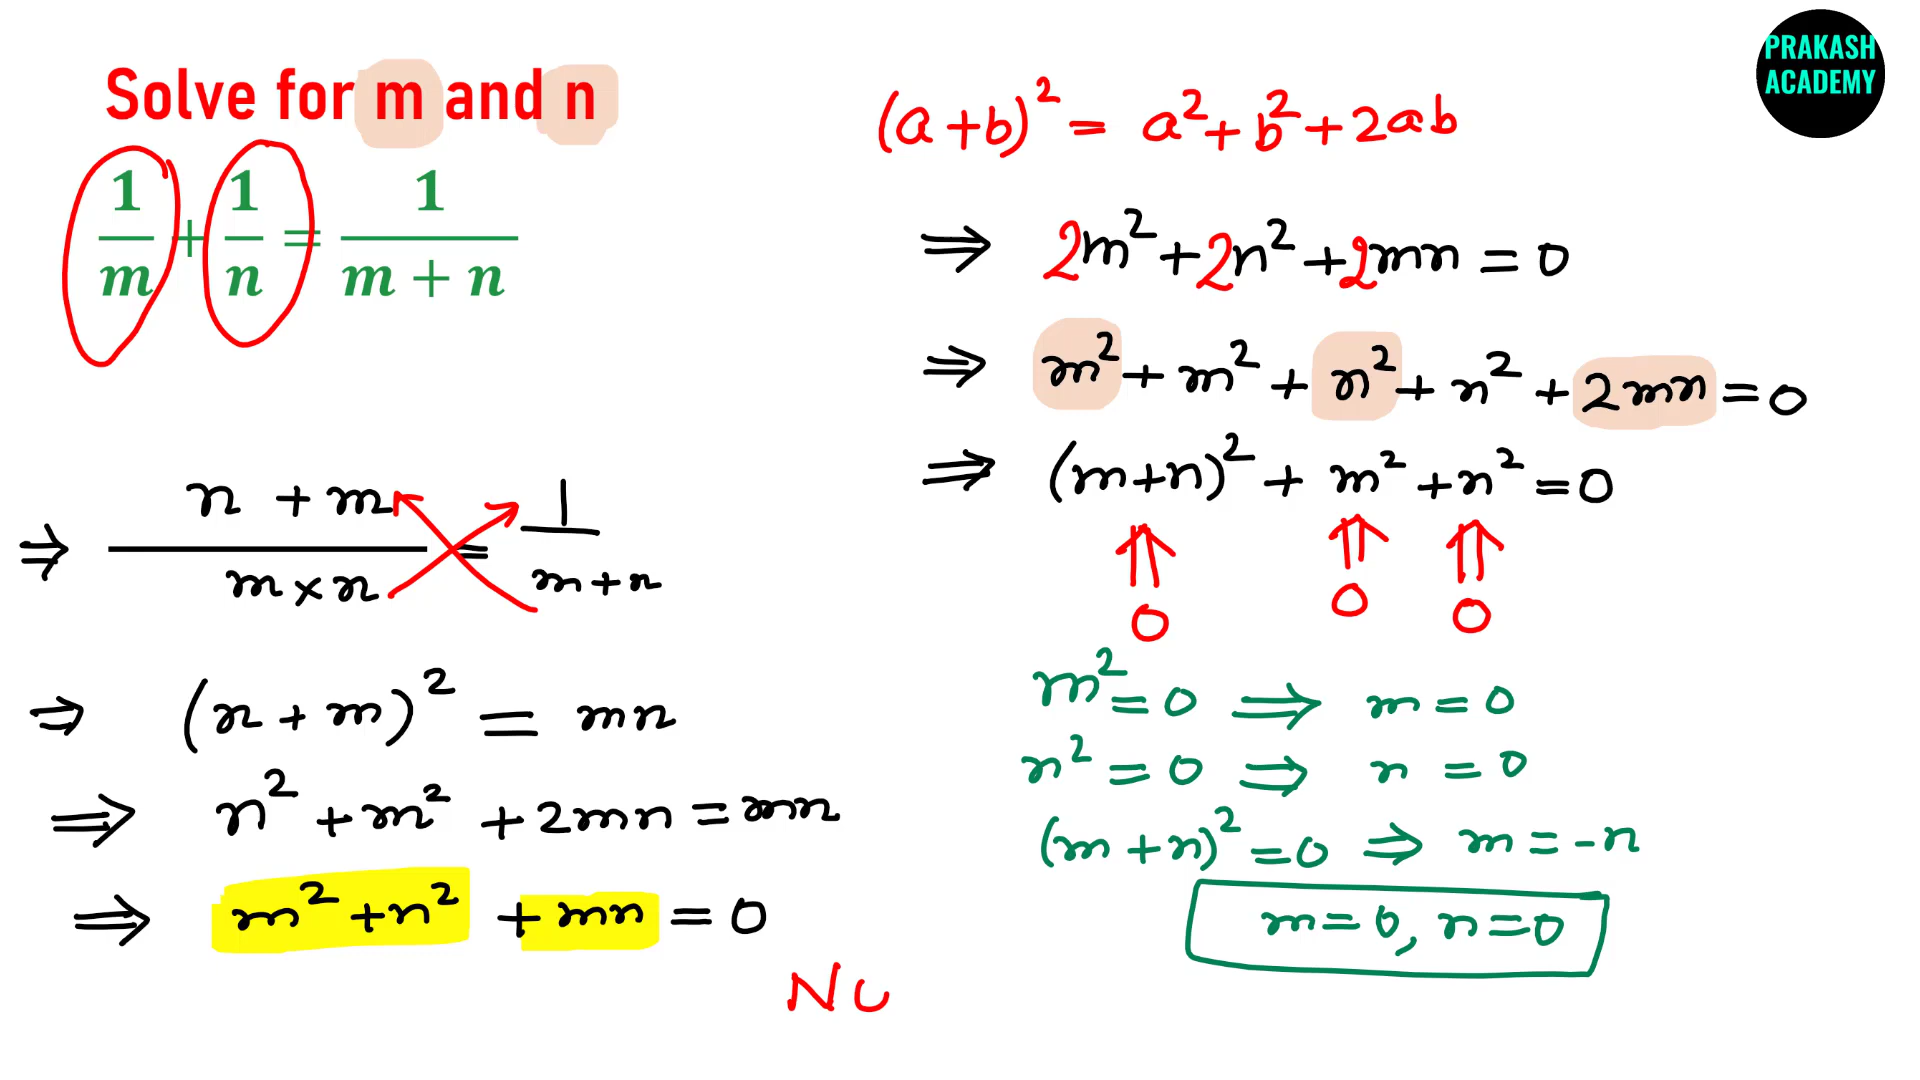 Solve for m and n
1/m + 1/n = 1/(m + n)
⇒ (n + m)/(m × n) = 1/(m + n)
⇒ (n + m)² = mn
⇒ n² + m² + 2mn = mn
⇒ m² + n² + mn = 0
(a + b)² = a² + b² + 2ab
⇒ 2m² + 2n² + 2mn = 0
⇒ m² + m² + n² + n² + 2mn = 0
⇒ (m + n)² + m² + n² = 0
⇑ ⇑ ⇑
0 0 0
m² = 0 ⇒ m = 0
n² = 0 ⇒ n = 0
(m + n)² = 0 ⇒ m = -n
m = 0, n = 0
PRAKASH
ACADEMY